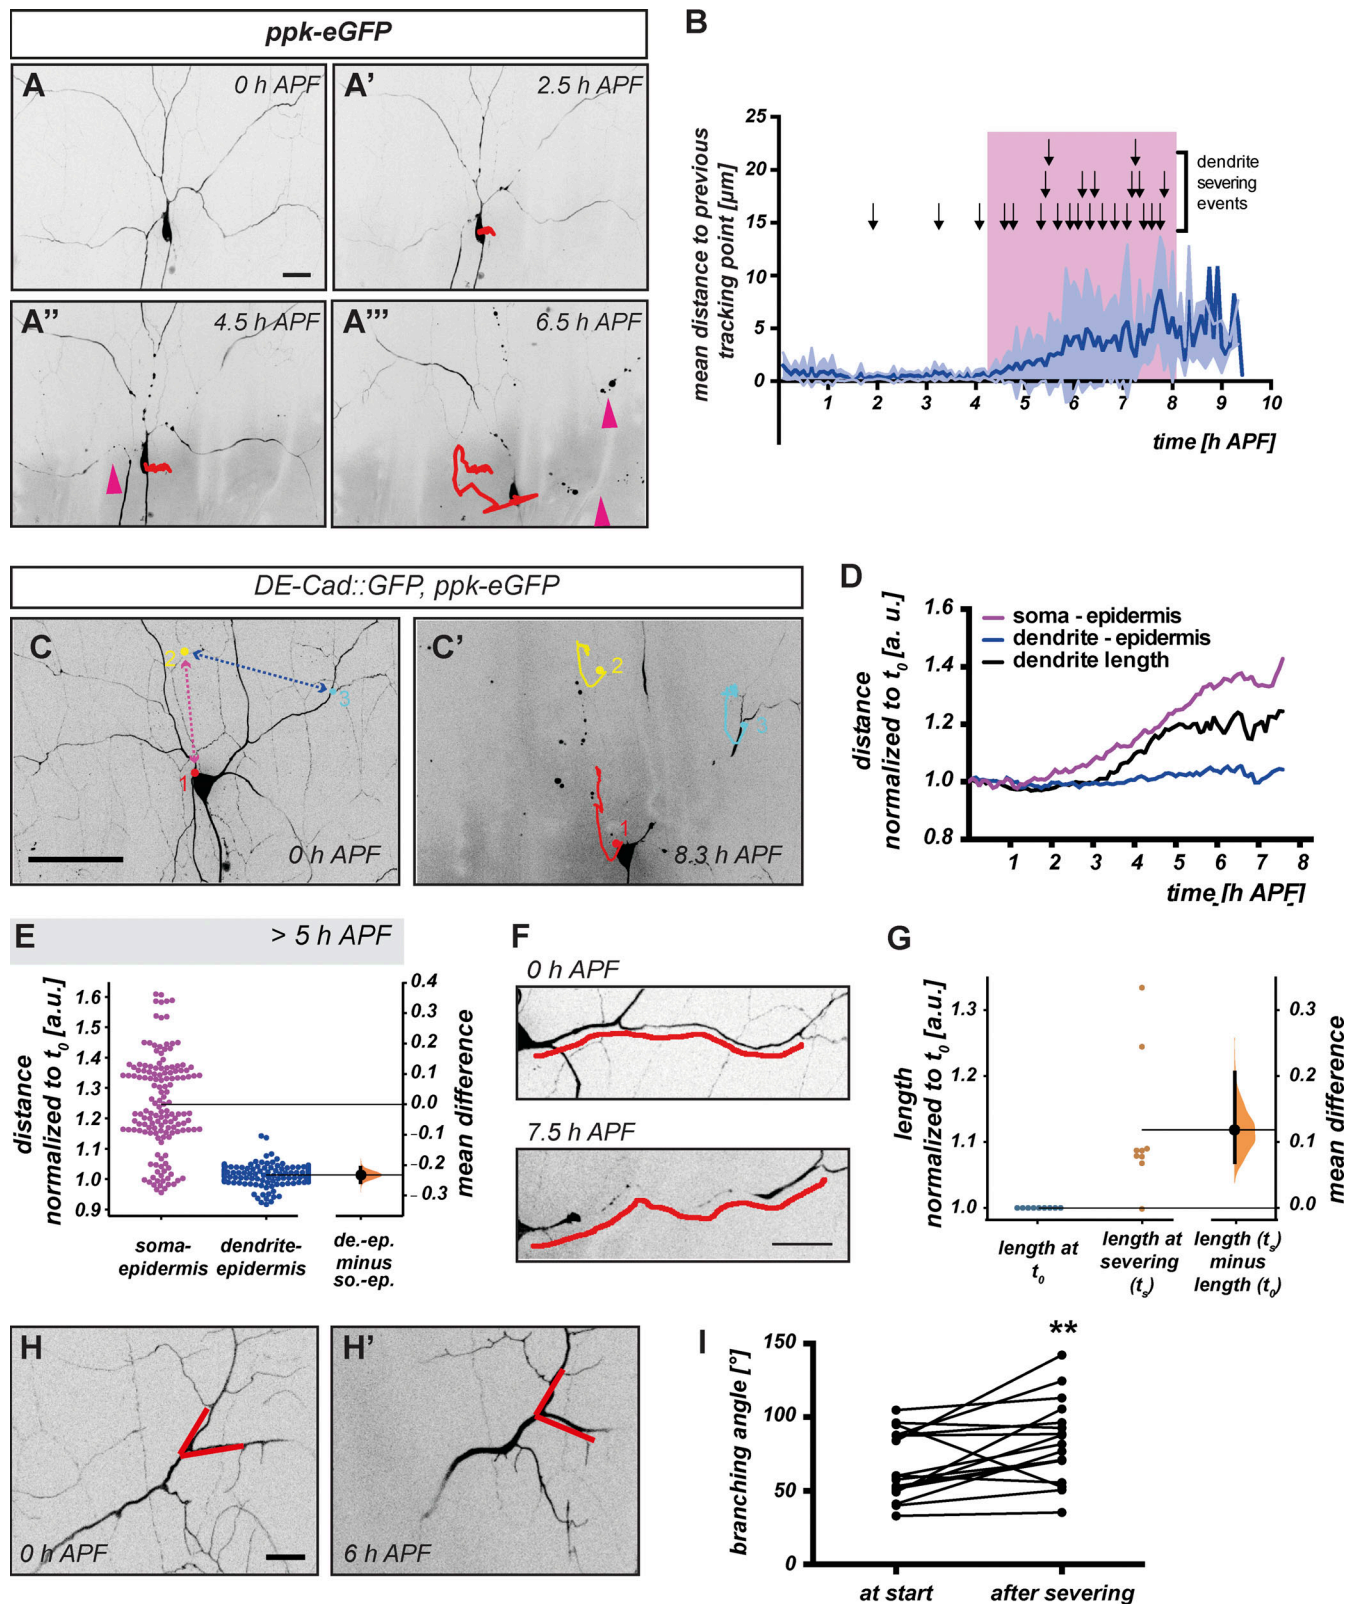 ppk-eGFP
A
0 h APF
A'
2.5 h APF
A''
4.5 h APF
A'''
6.5 h APF
B
mean distance to previous
tracking point [µm]
25
20
15
10
5
0
1 2 3 4 5 6 7 8 9 10
time [h APF]
dendrite
severing
events
DE-Cad::GFP, ppk-eGFP
C
2
3
1
0 h APF
C'
2
3
1
8.3 h APF
D
distance
normalized to t0 [a. u.]
1.6
1.4
1.2
1.0
0.8
soma - epidermis
dendrite - epidermis
dendrite length
1 2 3 4 5 6 7 8
time [h APF]
E
> 5 h APF
distance
normalized to t0 [a.u.]
1.6
1.5
1.4
1.3
1.2
1.1
1.0
0.9
0.4
0.3
0.2
0.1
0.0
−0.1
−0.2
−0.3
mean difference
soma-
epidermis
dendrite-
epidermis
de.-ep.
minus
so.-ep.
F
0 h APF
7.5 h APF
G
length
normalized to t0 [a.u.]
1.3
1.2
1.1
1.0
0.3
0.2
0.1
0.0
mean difference
length at
t0
length at
severing
(ts)
length (ts)
minus
length (t0)
H
0 h APF
H'
6 h APF
I
branching angle [°]
150
100
50
0
**
at start
after severing